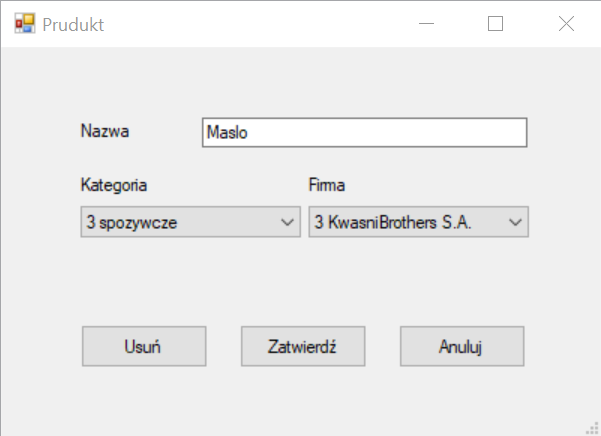 Prudukt
Nazwa Maslo
Kategoria Firma
3 spozywcze 3 KwasniBrothers S.A.
Usuń Zatwierdź Anuluj